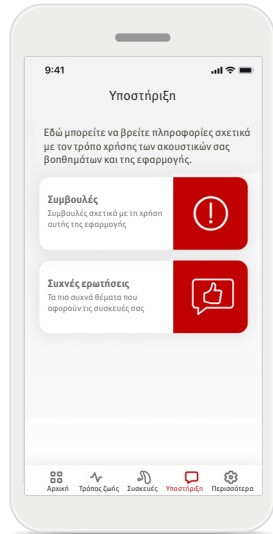 9:41
Υποστήριξη
Εδώ μπορείτε να βρείτε πληροφορίες σχετικά
με τον τρόπο χρήσης των ακουστικών σας
βοηθημάτων και της εφαρμογής.
Συμβουλές
Συμβουλές σχετικά με τη χρήση
αυτής της εφαρμογής
Συχνές ερωτήσεις
Τα πιο συχνά θέματα που
αφορούν τις συσκευές σας
Αρχική Τρόπος ζωής Συσκευές Υποστήριξη Περισσότερα